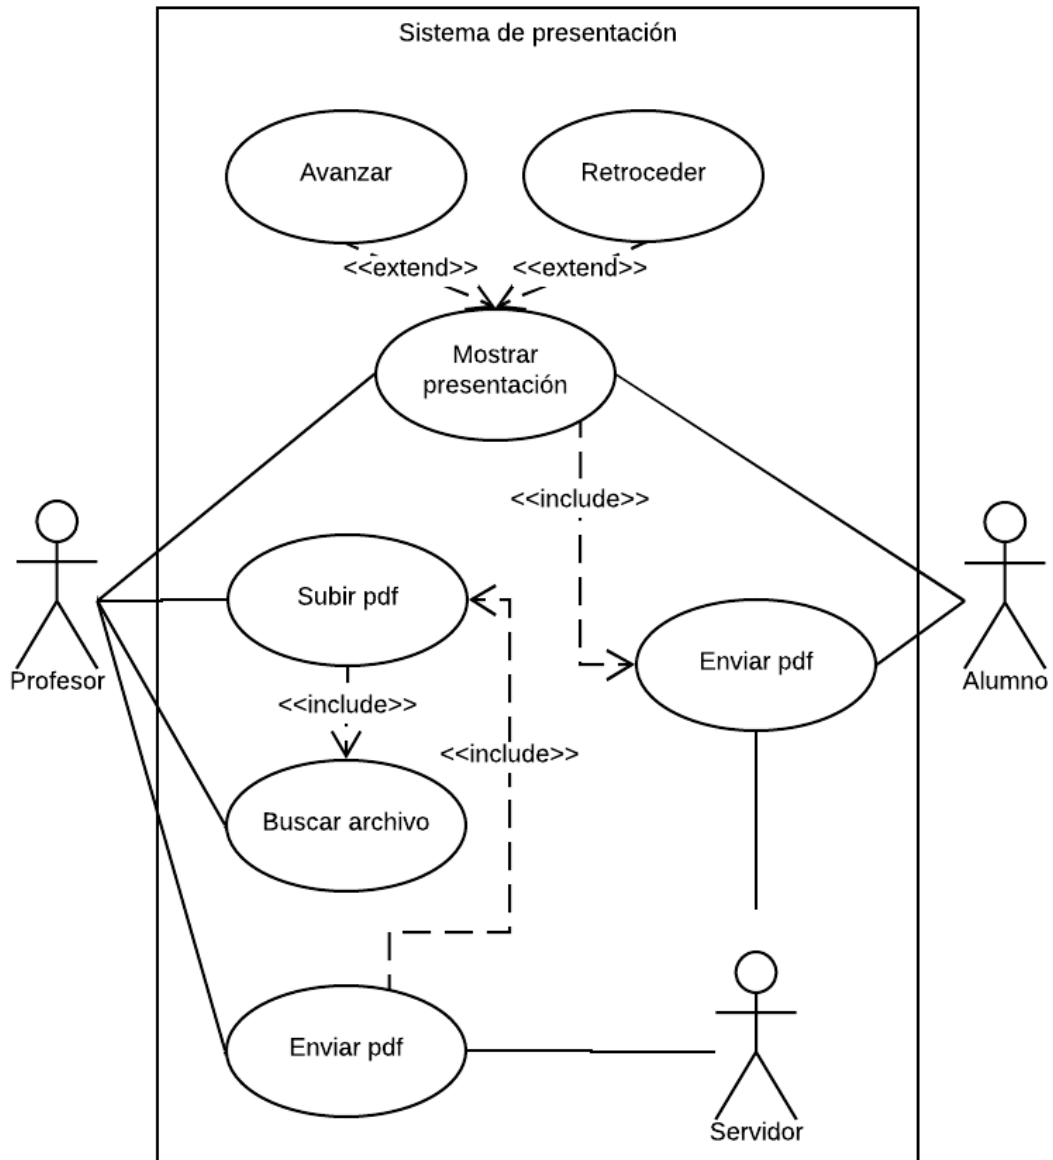 Sistema de presentación
Avanzar
Retroceder
<<extend>>
<<extend>>
Mostrar
presentación
<<include>>
Subir pdf
Enviar pdf
Profesor
Alumno
<<include>>
<<include>>
Buscar archivo
Enviar pdf
Servidor